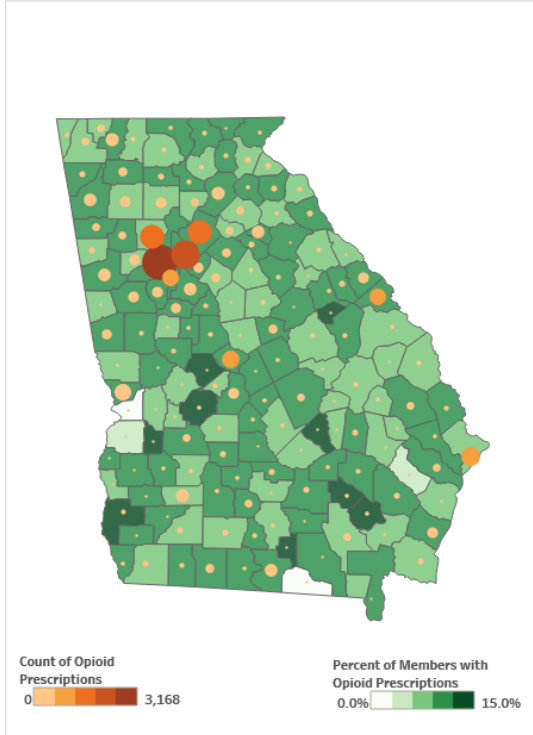 Count of Opioid
Prescriptions
0 3,168
Percent of Members with
Opioid Prescriptions
0.0% 15.0%